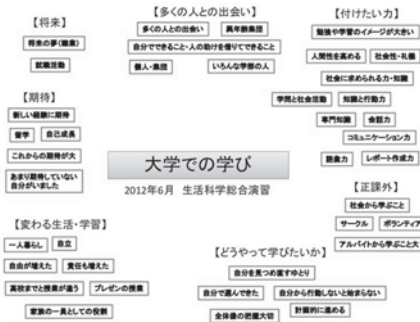 【将来】
将来の夢(職業)
就職活動
【多くの人との出会い】
多くの人との出会い 異年齢集団
自分でできること・人の助けを借りてできること
個人・集団 いろんな学部の人
【付けたい力】
勉強や学習のイメージが大きい
人間性を高める 社会性・礼儀
社会に求められる力・知識
学問と社会活動 知識と行動力
専門知識 会話力
コミュニケーション力
語彙力 レポート作成力
【期待】
新しい経験に期待
留学 自己成長
これからの期待が大
あまり期待していない
自分がいました
大学での学び
2012年6月 生活科学総合演習
【正課外】
社会から学ぶこと
サークル ボランティア
アルバイトから学ぶこと大
【変わる生活・学習】
一人暮らし 自立
自由が増えた 責任も増えた
高校までと授業が違う プレゼンの授業
家族の一員としての役割
【どうやって学びたいか】
自分を見つめ直すゆとり
自分で選んできた 自分から行動しないと始まらない
全体像の把握大切 計画的に進める